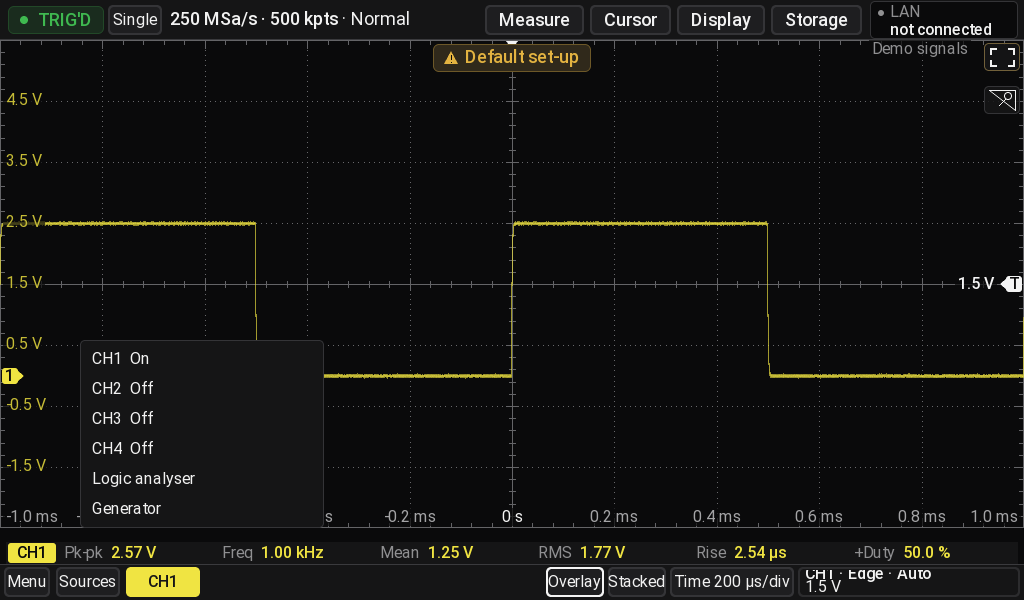 TRIG'D
Single
250 MSa/s · 500 kpts · Normal
Measure
Cursor
Display
Storage
LAN
not connected
Demo signals
Default set-up
4.5 V
3.5 V
2.5 V
1.5 V
1.5 V
T
0.5 V
1
-0.5 V
-1.5 V
CH1 On
CH2 Off
CH3 Off
CH4 Off
Logic analyser
Generator
-1.0 ms
-0.2 ms
0 s
0.2 ms
0.4 ms
0.6 ms
0.8 ms
1.0 ms
CH1 Pk-pk 2.57 V Freq 1.00 kHz Mean 1.25 V RMS 1.77 V Rise 2.54 µs +Duty 50.0 %
Menu
Sources
CH1
Overlay
Stacked
Time 200 µs/div
CH1 · Edge · Auto
1.5 V